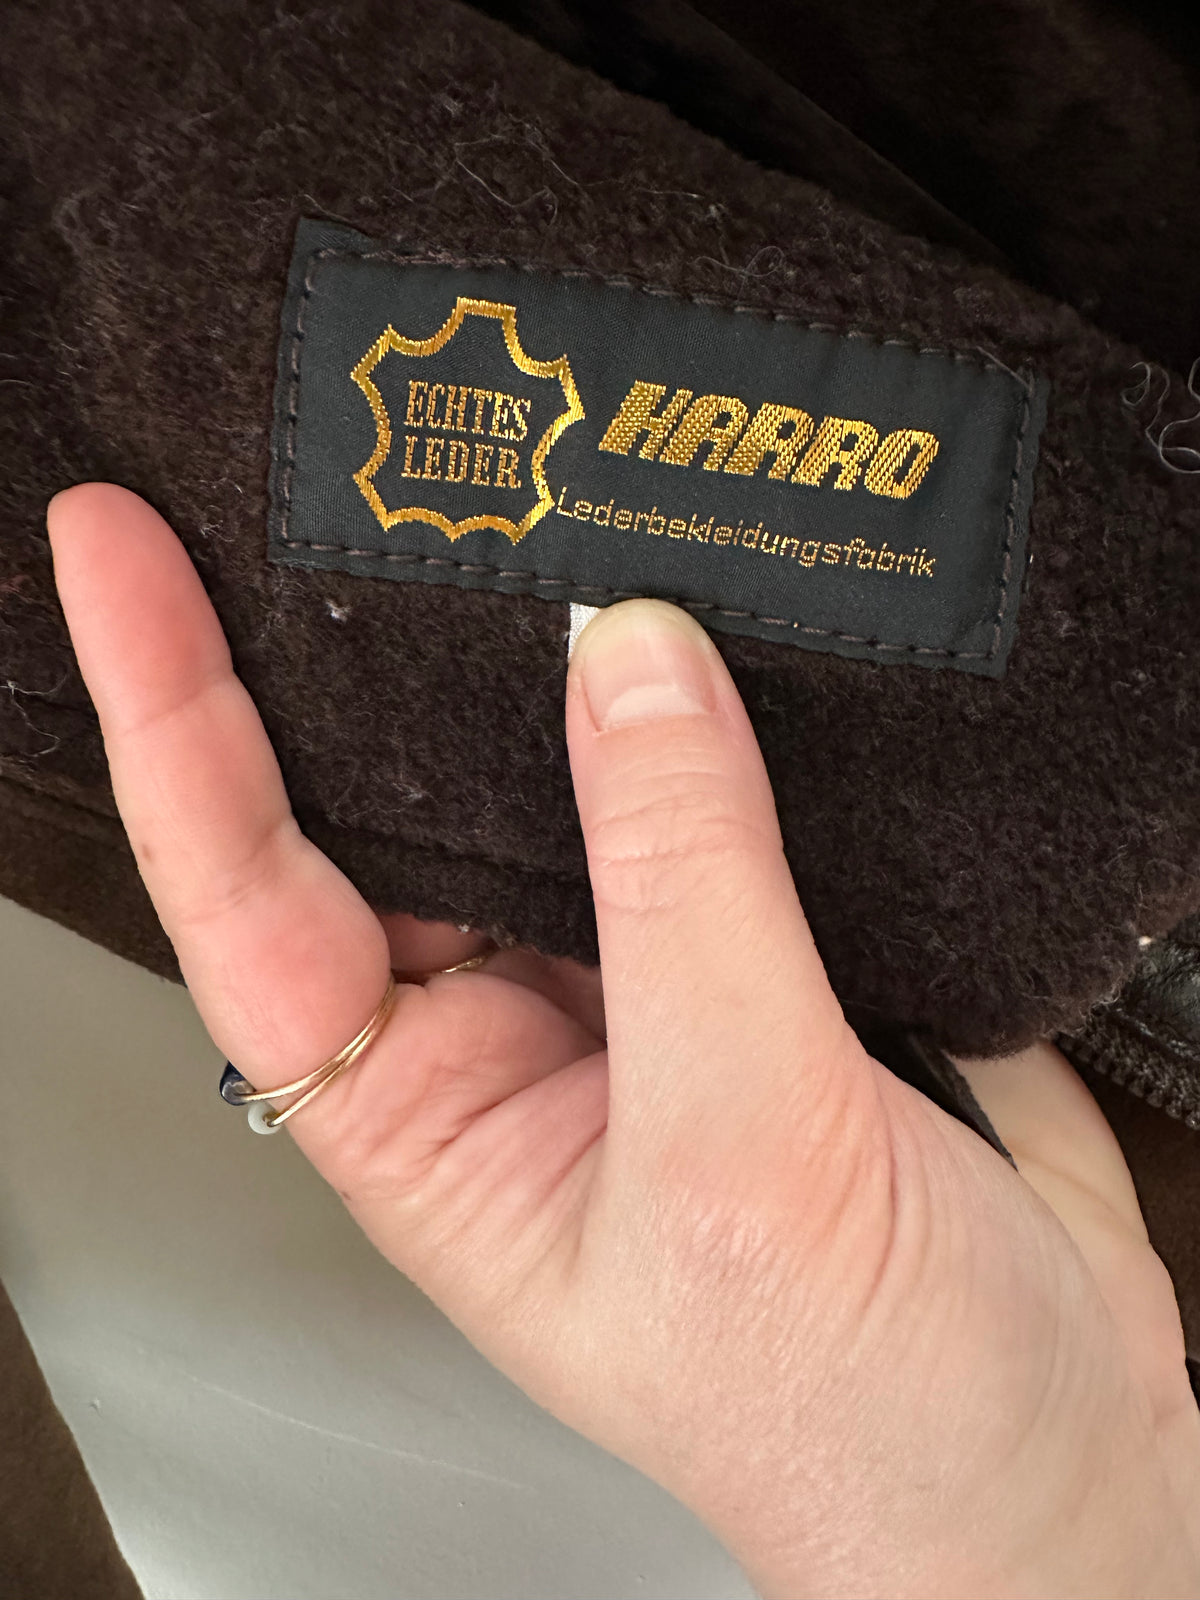 ECHTES
LEDER
HARRO
Lederbekleidungsfabrik